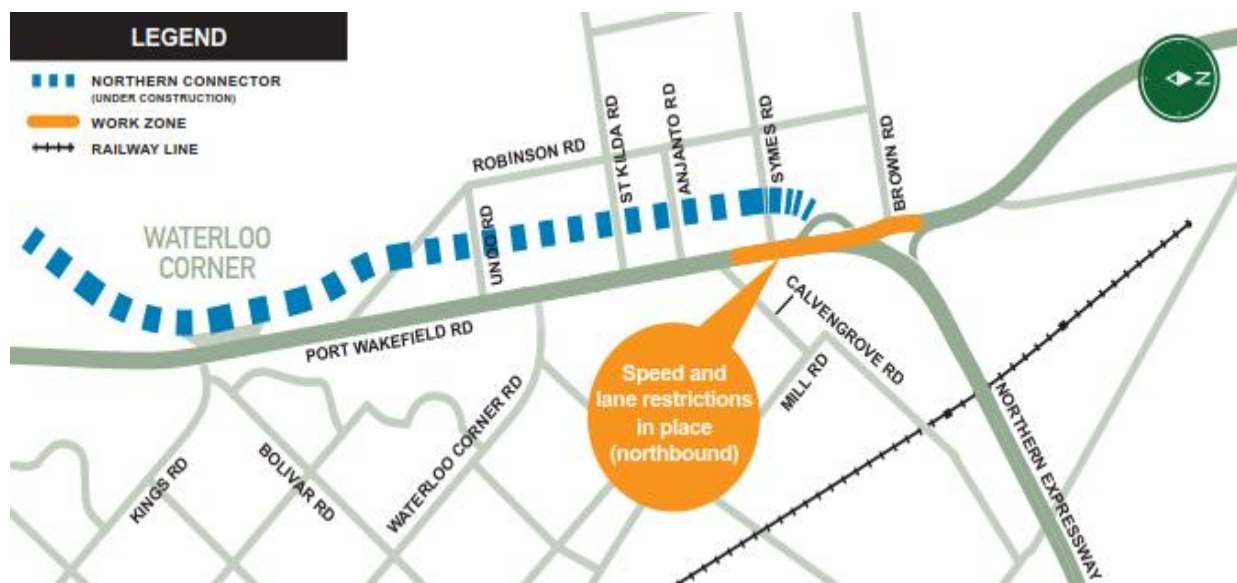 LEGEND
NORTHERN CONNECTOR
(UNDER CONSTRUCTION)
WORK ZONE
RAILWAY LINE
N
ROBINSON RD
ST KILDA RD
ANJANTO RD
SYMES RD
BROWN RD
WATERLOO
CORNER
UNDO RD
PORT WAKEFIELD RD
CALVENGROVE RD
MILL RD
Speed and
lane restrictions
in place
(northbound)
KINGS RD
BOLIVAR RD
WATERLOO CORNER RD
NORTHERN EXPRESSWAY